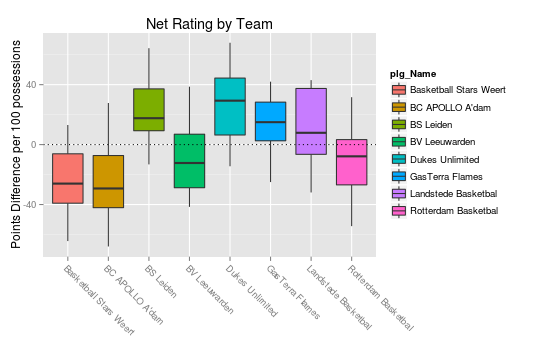 Net Rating by Team
Points Difference per 100 possessions
40
0
-40
Basketball Stars Weert
BC APOLLO A'dam
BS Leiden
BV Leeuwarden
Dukes Unlimited
GasTerra Flames
Landstede Basketbal
Rotterdam Basketbal
plg_Name
Basketball Stars Weert
BC APOLLO A'dam
BS Leiden
BV Leeuwarden
Dukes Unlimited
GasTerra Flames
Landstede Basketbal
Rotterdam Basketbal